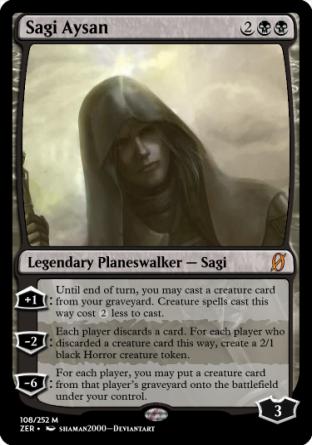 Sagi Aysan 2
Legendary Planeswalker — Sagi
+1: Until end of turn, you may cast a creature card
from your graveyard. Creature spells cast this
way cost 2 less to cast.
-2: Each player discards a card. For each player who
discarded a creature card this way, create a 2/1
black Horror creature token.
-6: For each player, you may put a creature card
from that player's graveyard onto the battlefield
under your control.
3
108/252 M
ZER • shaman2000—Deviantart